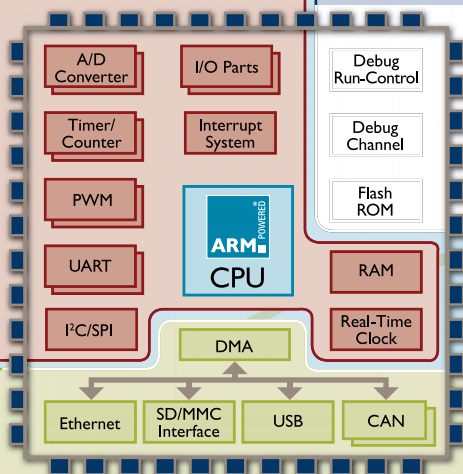 A/D
Converter
I/O Parts
Debug
Run-Control
Timer/
Counter
Interrupt
System
Debug
Channel
PWM
ARM® POWERED
CPU
Flash
ROM
UART
RAM
I²C/SPI
Real-Time
Clock
DMA
Ethernet
SD/MMC
Interface
USB
CAN